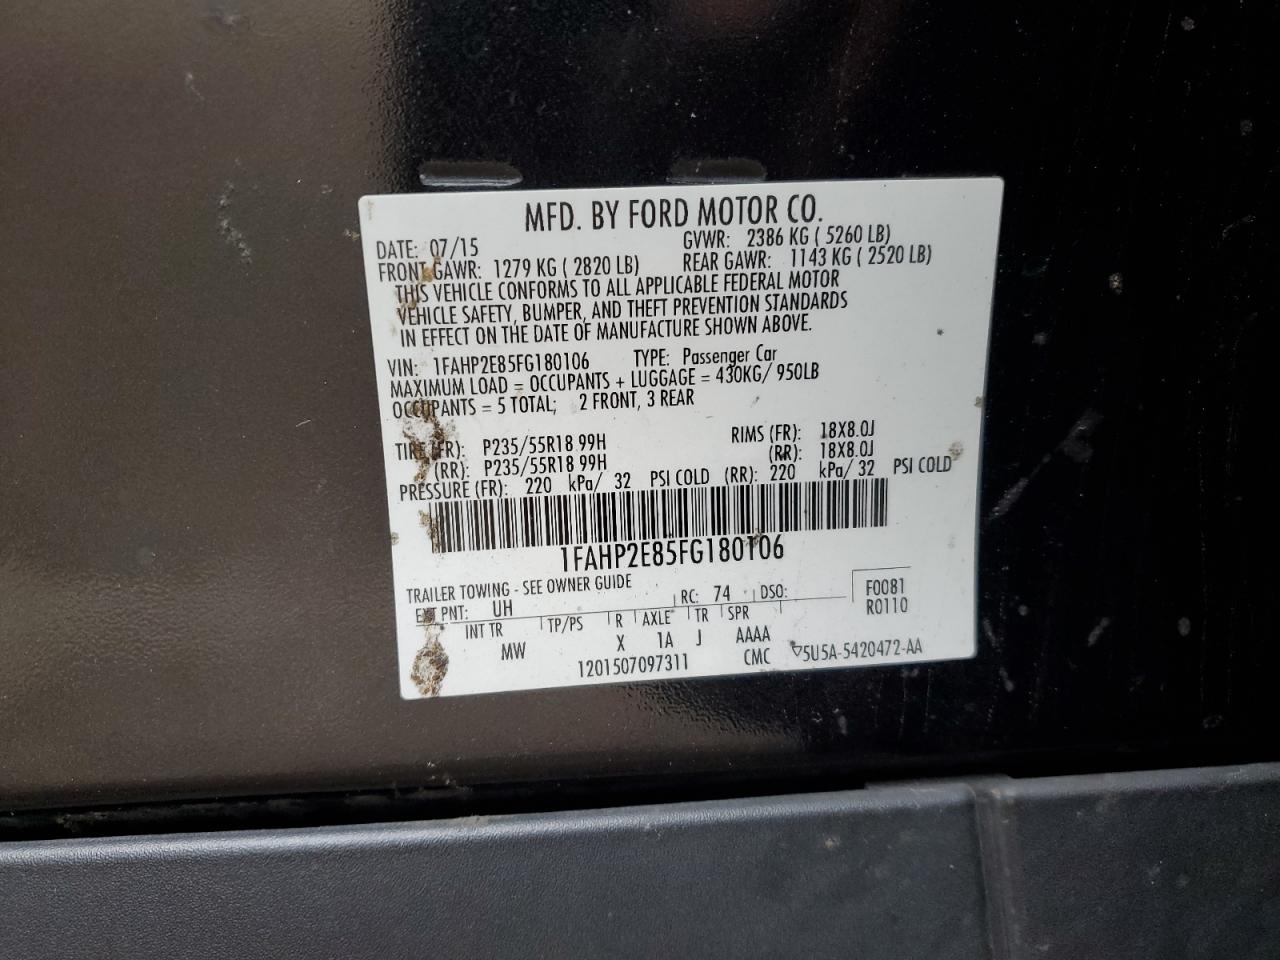 MFD. BY FORD MOTOR CO.
DATE: 07/15 GVWR: 2386 KG ( 5260 LB)
FRONT GAWR: 1279 KG ( 2820 LB) REAR GAWR: 1143 KG ( 2520 LB)
THIS VEHICLE CONFORMS TO ALL APPLICABLE FEDERAL MOTOR
VEHICLE SAFETY, BUMPER, AND THEFT PREVENTION STANDARDS
IN EFFECT ON THE DATE OF MANUFACTURE SHOWN ABOVE.
VIN: 1FAHP2E85FG180106 TYPE: Passenger Car
MAXIMUM LOAD = OCCUPANTS + LUGGAGE = 430KG/ 950LB
OCCUPANTS = 5 TOTAL; 2 FRONT, 3 REAR
TIRE (FR): P235/55R18 99H RIMS (FR): 18X8.0J
(RR): P235/55R18 99H (RR): 18X8.0J
PRESSURE (FR): 220 kPa/ 32 PSI COLD (RR): 220 kPa/ 32 PSI COLD
1FAHP2E85FG180106
TRAILER TOWING - SEE OWNER GUIDE
EXT PNT: UH RC: 74 DSO: F0081
INT TR TP/PS R AXLE TR SPR R0110
MW X 1A J AAAA
1201507097311 CMC 5U5A-5420472-AA